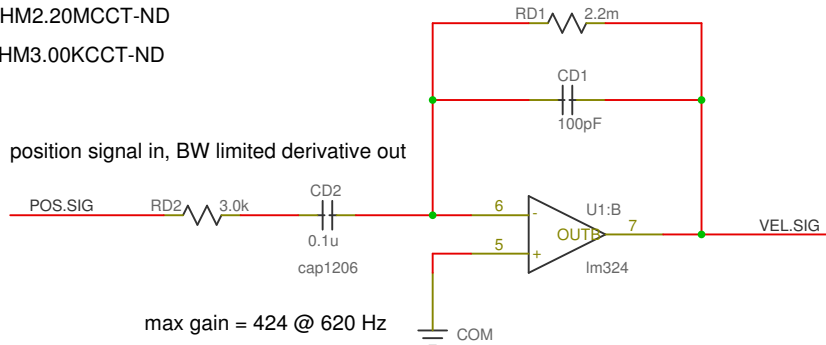 HM2.20MCCT-ND
HM3.00KCCT-ND
RD1 2.2m
CD1
100pF
position signal in, BW limited derivative out
POS.SIG RD2 3.0k
CD2
0.1u
cap1206
6
-
5
+
U1:B
OUTB
7
lm324
VEL.SIG
max gain = 424 @ 620 Hz
COM